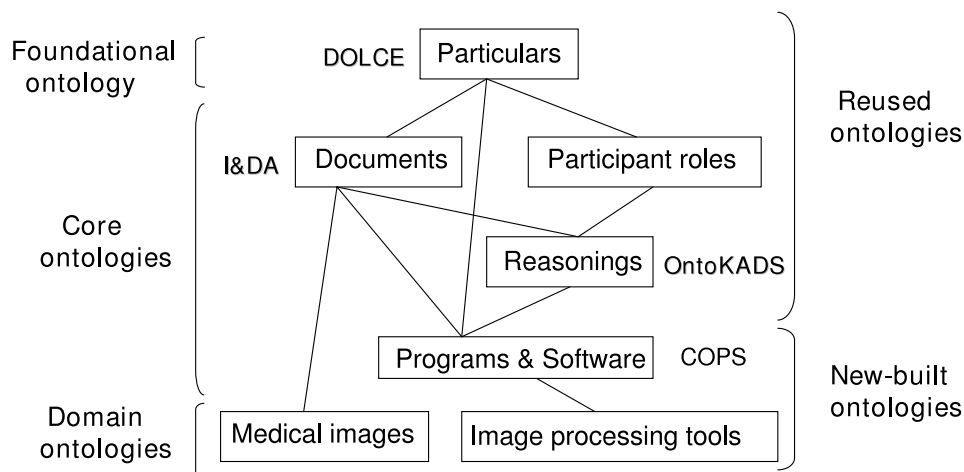 Foundational
ontology
DOLCE
Particulars
Reused
ontologies
I&DA
Documents
Participant roles
Core
ontologies
Reasonings
OntoKADS
Programs & Software
COPS
New-built
ontologies
Domain
ontologies
Medical images
Image processing tools